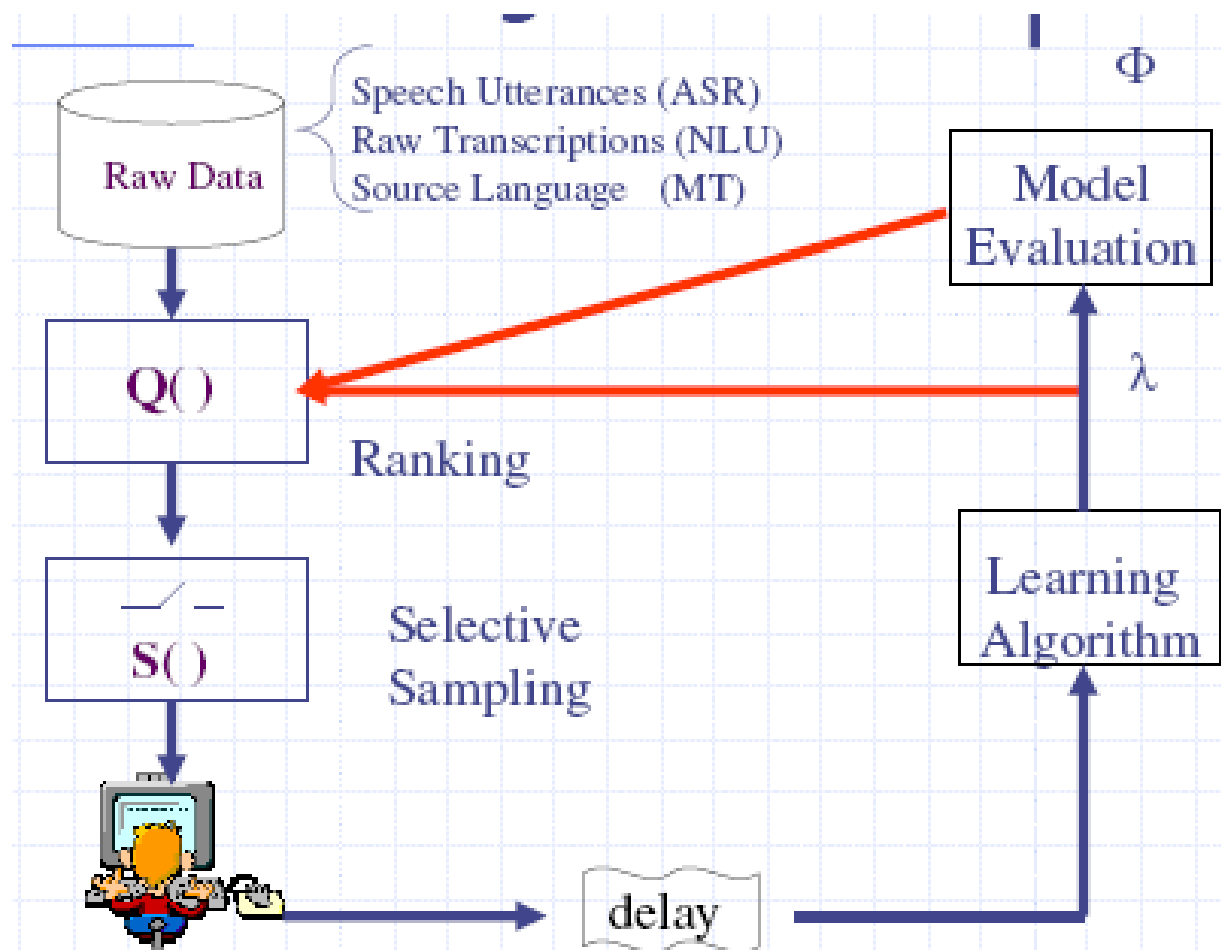 Φ
Speech Utterances (ASR)
Raw Transcriptions (NLU)
Source Language (MT)
Raw Data
Model
Evaluation
Q( )
λ
Ranking
Learning
Algorithm
Selective
Sampling
S( )
delay